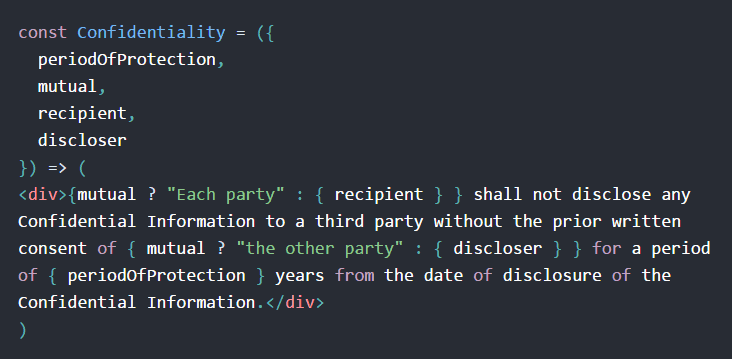 const Confidentiality = ({
  periodOfProtection,
  mutual,
  recipient,
  discloser
}) => (
<div>{mutual ? "Each party" : { recipient } } shall not disclose any
Confidential Information to a third party without the prior written
consent of { mutual ? "the other party" : { discloser } } for a period
of { periodOfProtection } years from the date of disclosure of the
Confidential Information.</div>
)